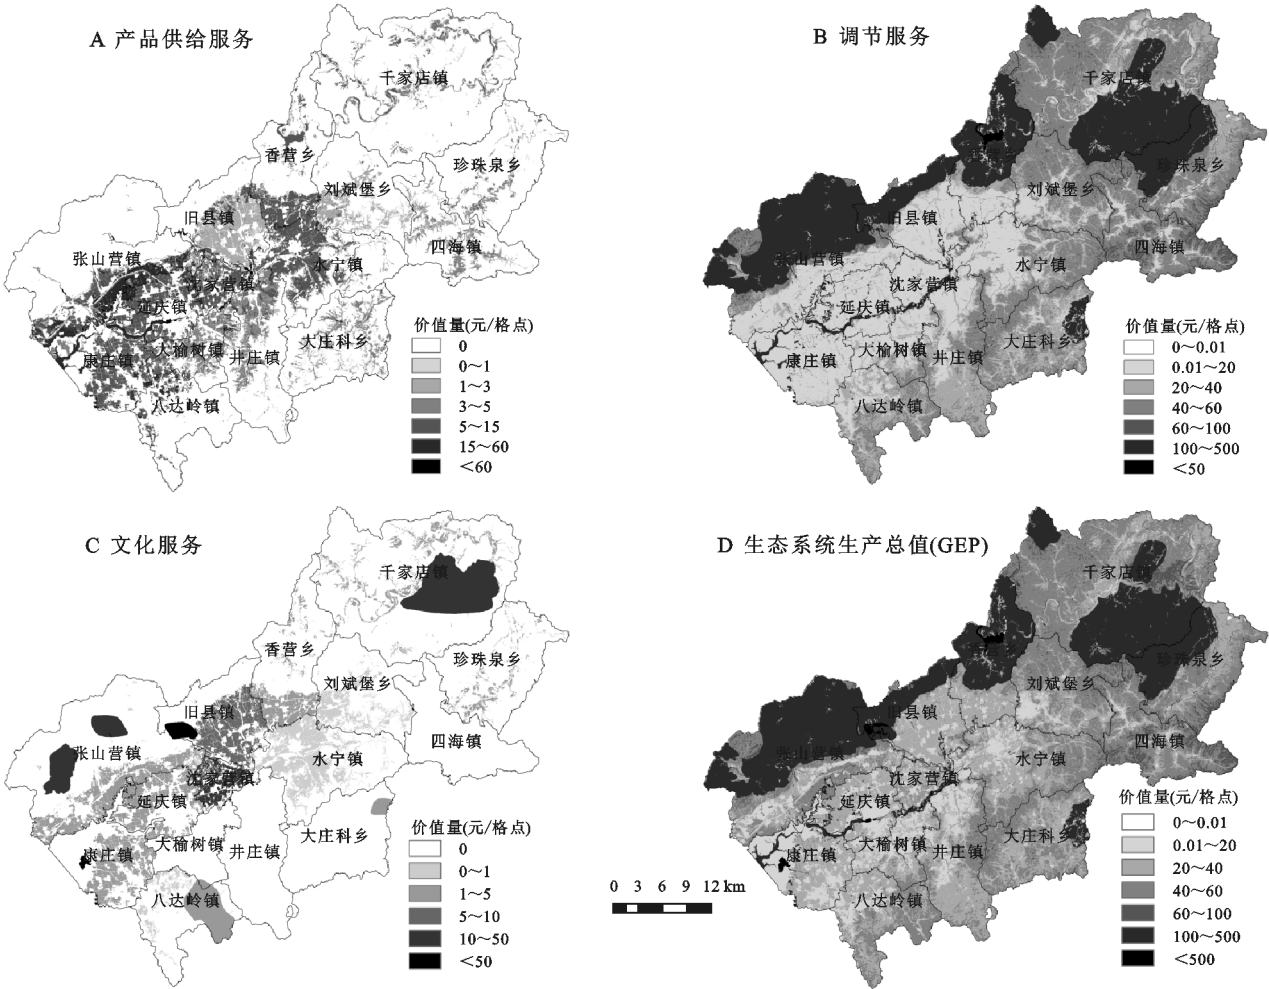 A 产品供给服务
千家店镇
香营乡
珍珠泉乡
刘斌堡乡
旧县镇
四海镇
张山营镇
永宁镇
沈家营镇
延庆镇
大榆树镇
大庄科乡
康庄镇
井庄镇
八达岭镇
价值量(元/格点)
0
0～1
1～3
3～5
5～15
15～60
＜60
B 调节服务
千家店镇
珍珠泉乡
刘斌堡乡
旧县镇
四海镇
张山营镇
永宁镇
沈家营镇
延庆镇
大榆树镇
大庄科乡
康庄镇
井庄镇
八达岭镇
价值量(元/格点)
0～0.01
0.01～20
20～40
40～60
60～100
100～500
＜50
C 文化服务
千家店镇
香营乡
珍珠泉乡
刘斌堡乡
旧县镇
四海镇
张山营镇
永宁镇
沈家营镇
延庆镇
大榆树镇
大庄科乡
康庄镇
井庄镇
八达岭镇
价值量(元/格点)
0
0～1
1～5
5～10
10～50
＜50
D 生态系统生产总值(GEP)
千家店镇
珍珠泉乡
刘斌堡乡
旧县镇
四海镇
张山营镇
永宁镇
沈家营镇
延庆镇
大榆树镇
大庄科乡
康庄镇
井庄镇
八达岭镇
价值量(元/格点)
0～0.01
0.01～20
20～40
40～60
60～100
100～500
＜500
0 3 6 9 12 km